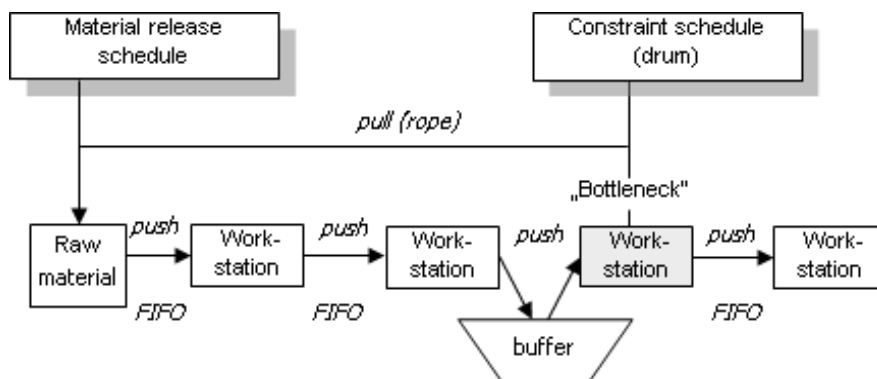 Material release
schedule
Constraint schedule
(drum)
pull (rope)
„Bottleneck"
Raw
material
push
FIFO
Work-
station
push
FIFO
Work-
station
push
buffer
Work-
station
push
FIFO
Work-
station